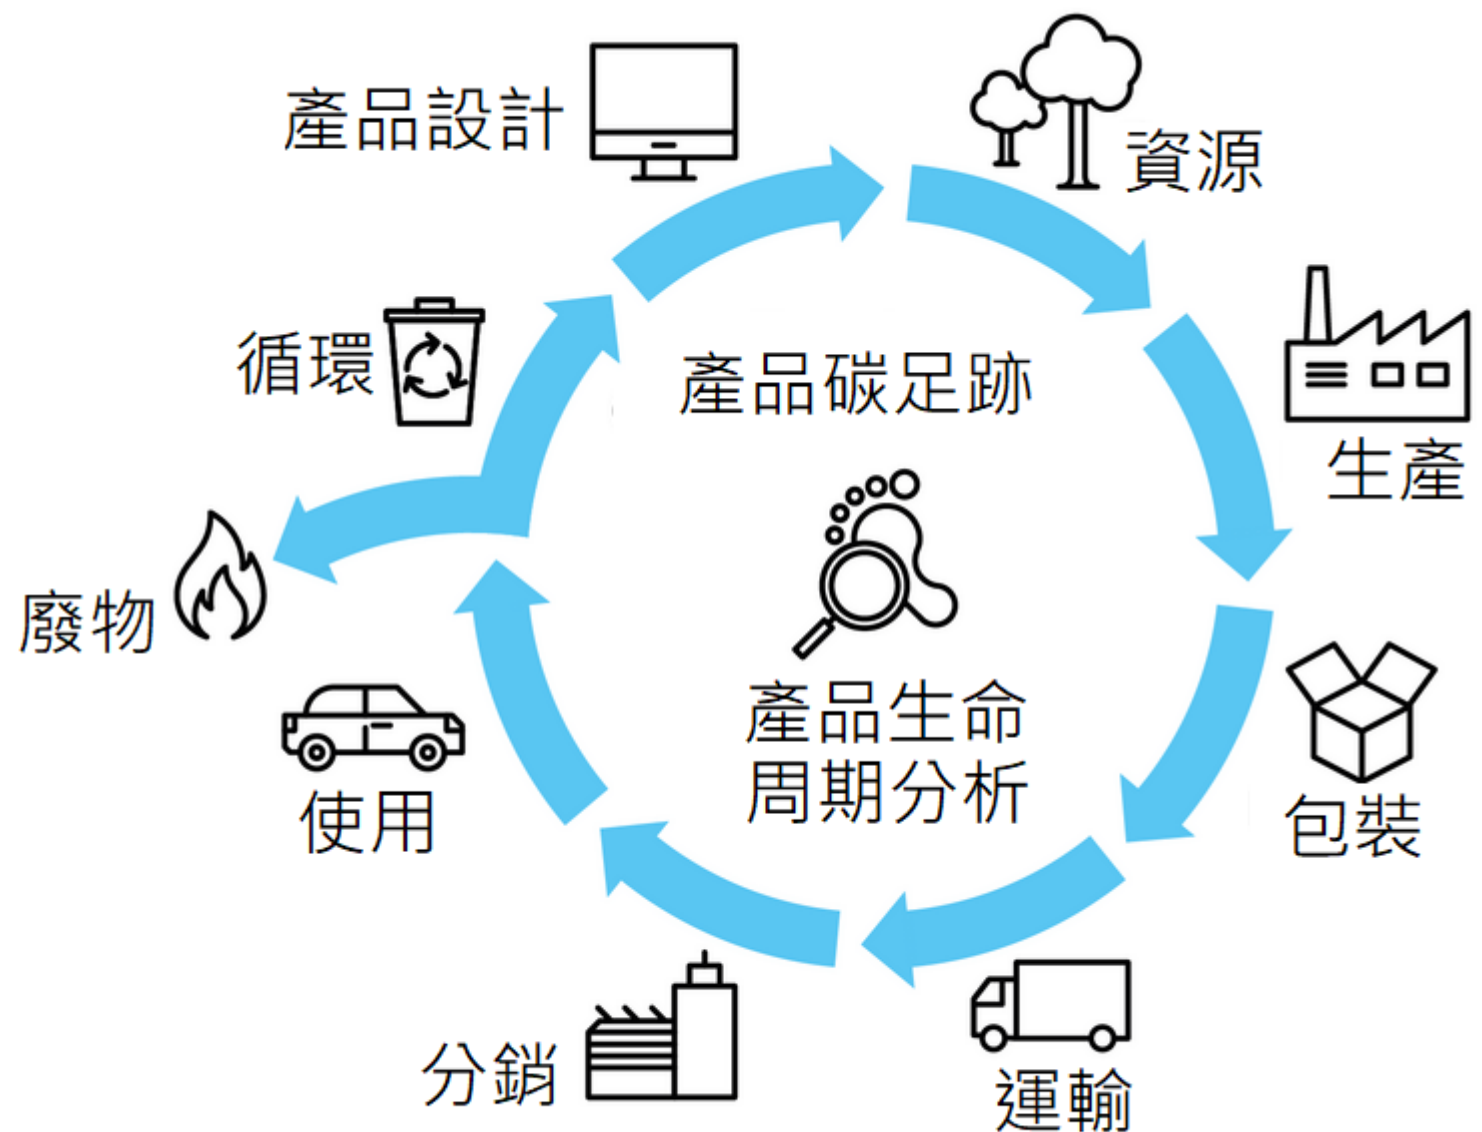 產品設計
資源
循環
產品碳足跡
生產
廢物
產品生命
周期分析
使用
包裝
分銷
運輸